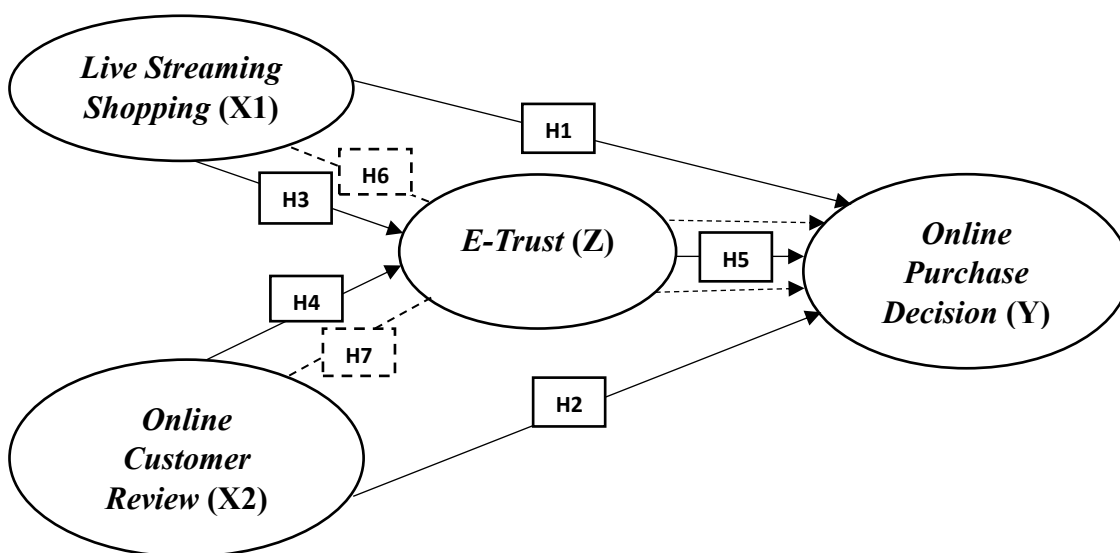 Live Streaming
Shopping (X1)
H1
H6
H3
E-Trust (Z)
H5
Online
Purchase
Decision (Y)
H4
H7
H2
Online
Customer
Review (X2)